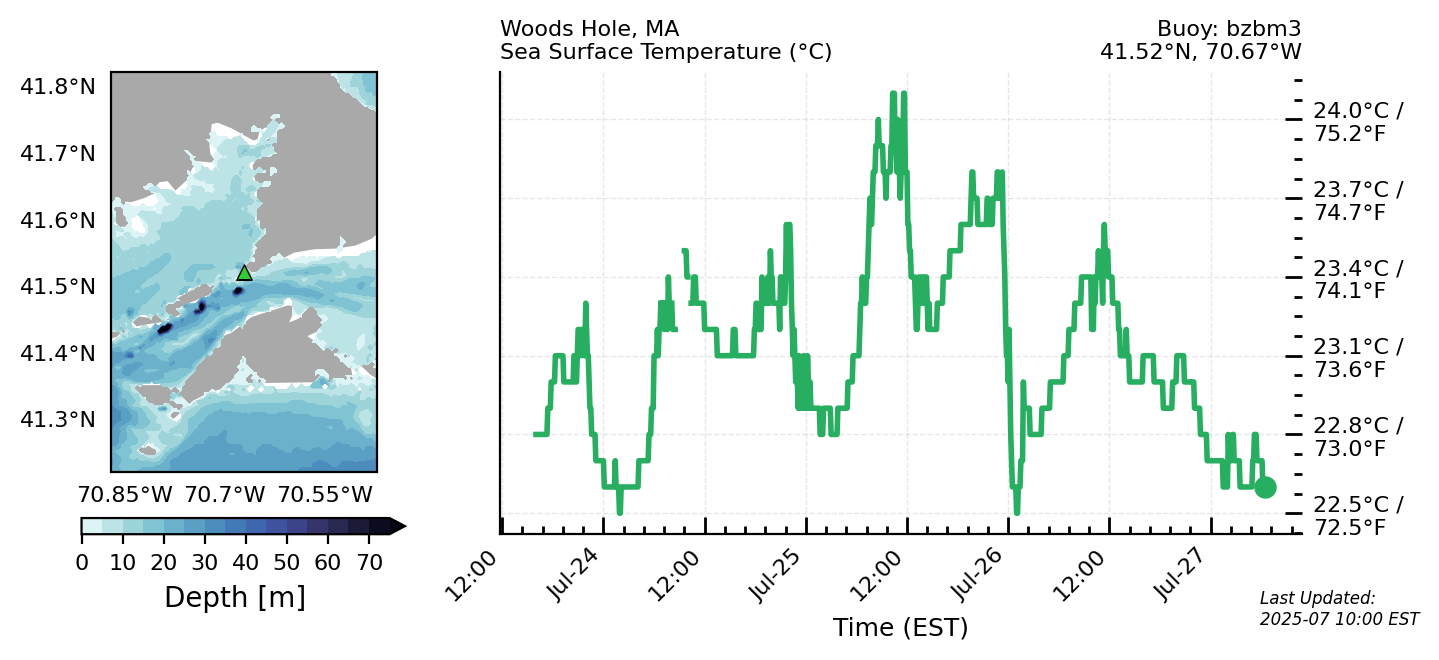 Woods Hole, MA
Sea Surface Temperature (°C)
Buoy: bzbm3
41.52°N, 70.67°W
41.8°N
41.7°N
41.6°N
41.5°N
41.4°N
41.3°N
70.85°W 70.7°W 70.55°W
0 10 20 30 40 50 60 70
Depth [m]
24.0°C /
75.2°F
23.7°C /
74.7°F
23.4°C /
74.1°F
23.1°C /
73.6°F
22.8°C /
73.0°F
22.5°C /
72.5°F
12:00
Jul-24
12:00
Jul-25
12:00
Jul-26
12:00
Jul-27
Time (EST)
Last Updated:
2025-07 10:00 EST